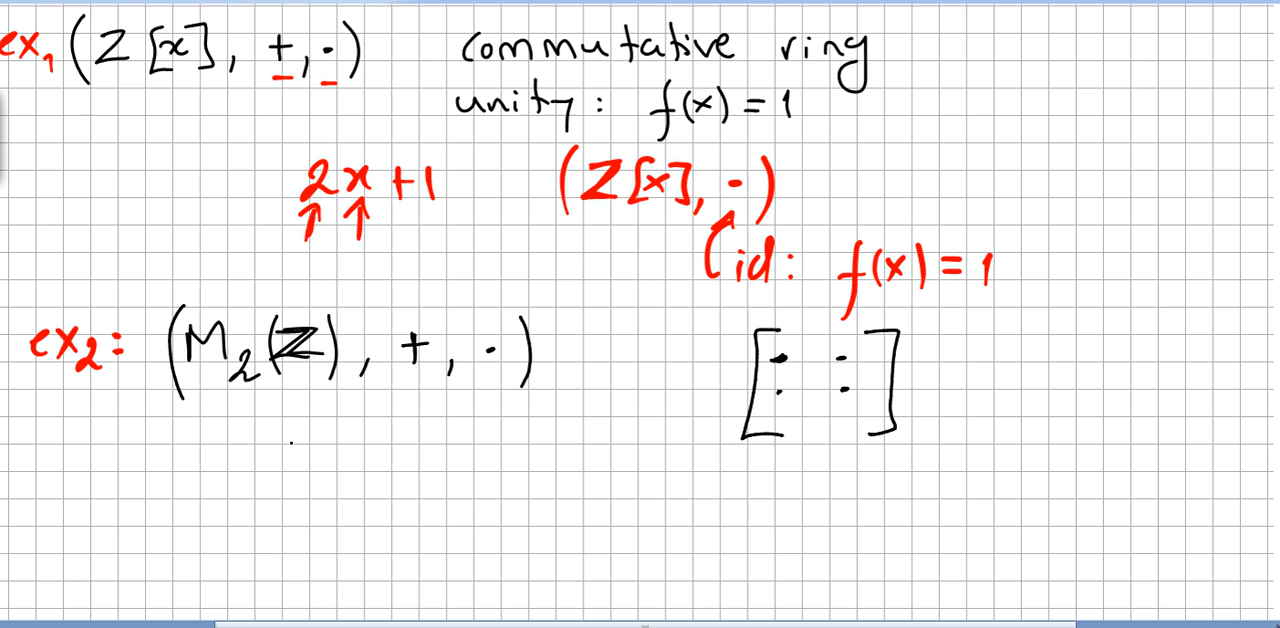 ex₁ (Z [x], +, ·) commutative ring
unity: f(x) = 1
2x + 1 (Z[x], ·)
id: f(x) = 1
ex₂: (M₂(ℤ), +, ·)